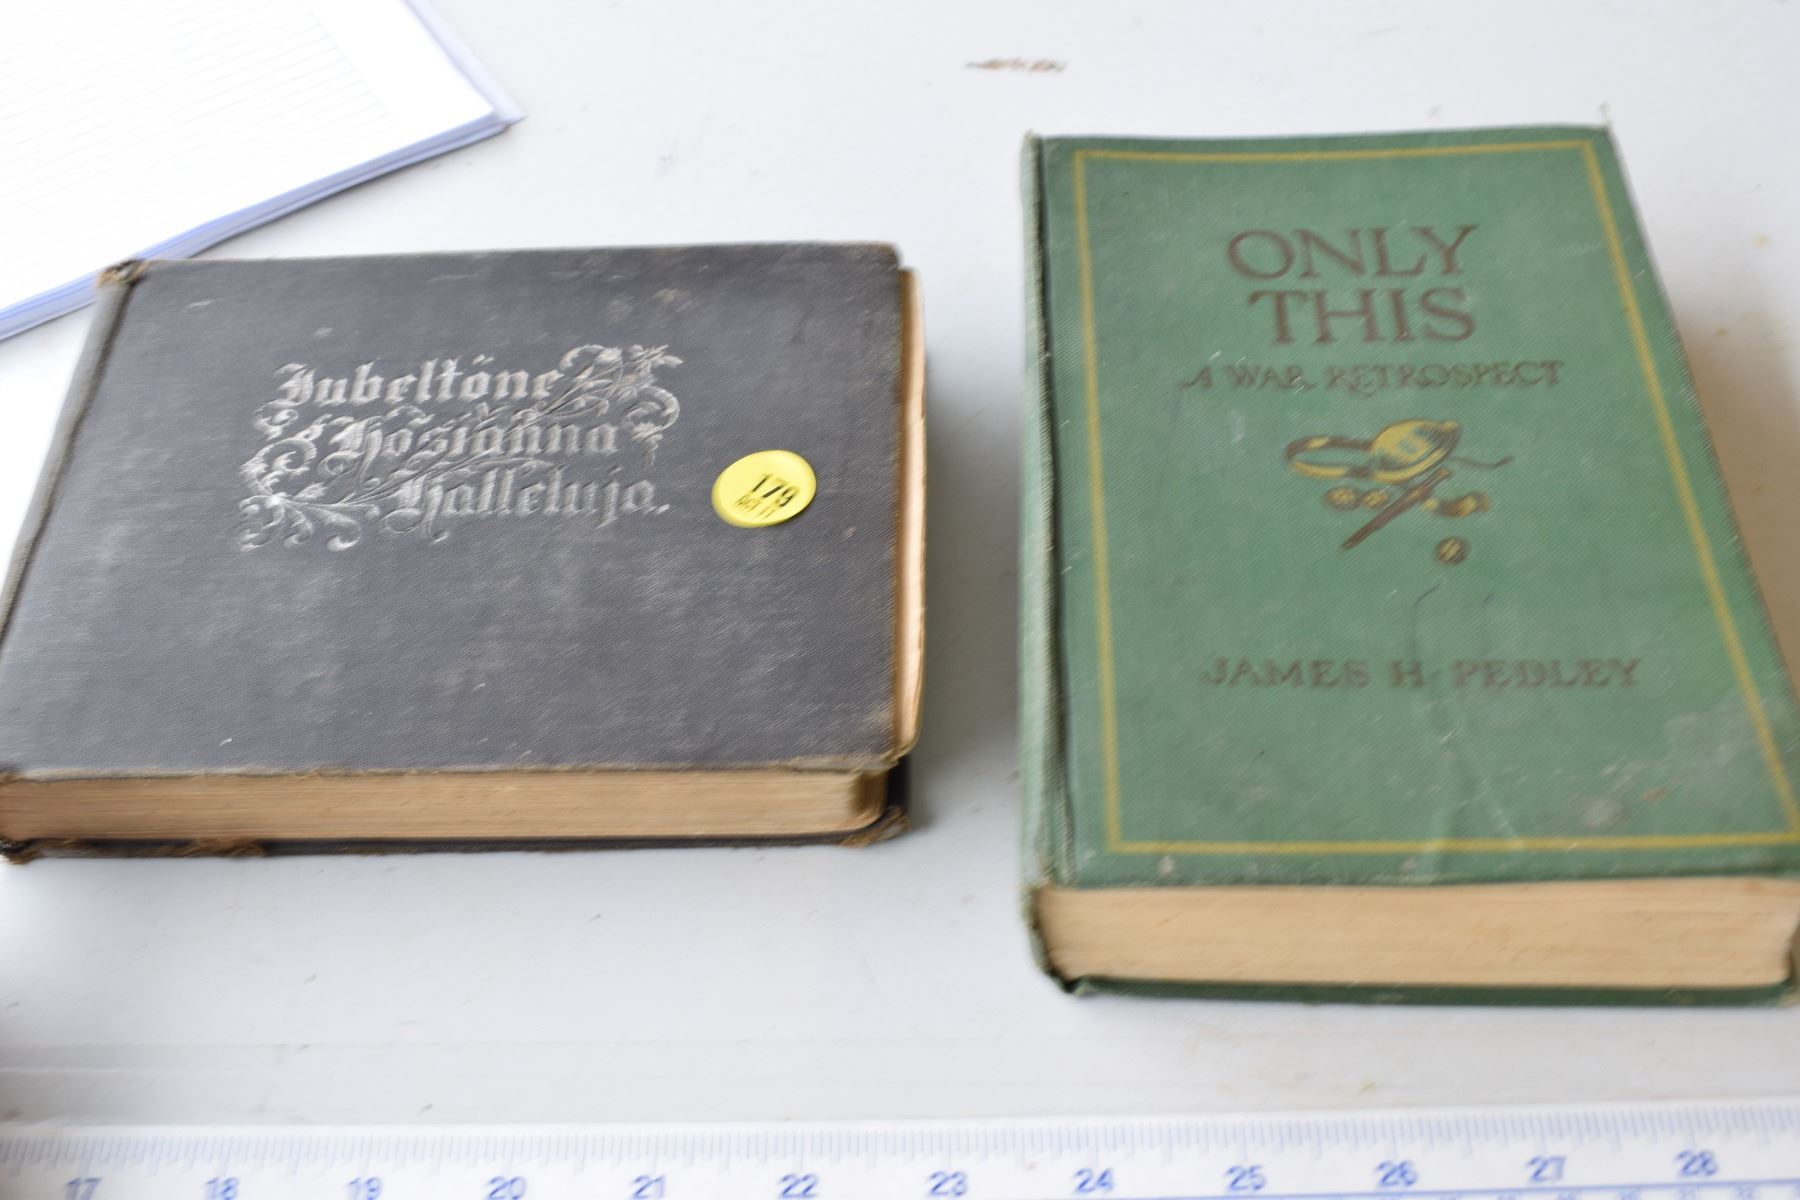 Jubeltöne
Hosianna
Halleluja.
179
ONLY
THIS
A WAR RETROSPECT
JAMES H. PEDLEY
17 18 19 20 21 22 23 24 25 26 27 28